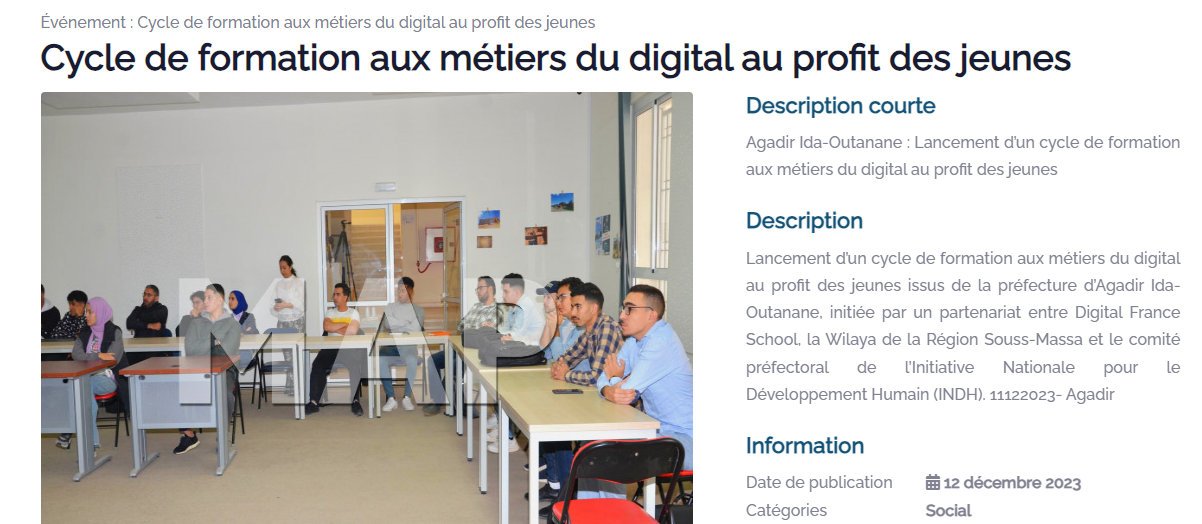 Événement : Cycle de formation aux métiers du digital au profit des jeunes
Cycle de formation aux métiers du digital au profit des jeunes
MAP
Description courte
Agadir Ida-Outanane : Lancement d'un cycle de formation
aux métiers du digital au profit des jeunes
Description
Lancement d'un cycle de formation aux métiers du digital
au profit des jeunes issus de la préfecture d'Agadir Ida-
Outanane, initiée par un partenariat entre Digital France
School, la Wilaya de la Région Souss-Massa et le comité
préfectoral de l'Initiative Nationale pour le
Développement Humain (INDH). 11122023- Agadir
Information
Date de publication 12 décembre 2023
Catégories Social